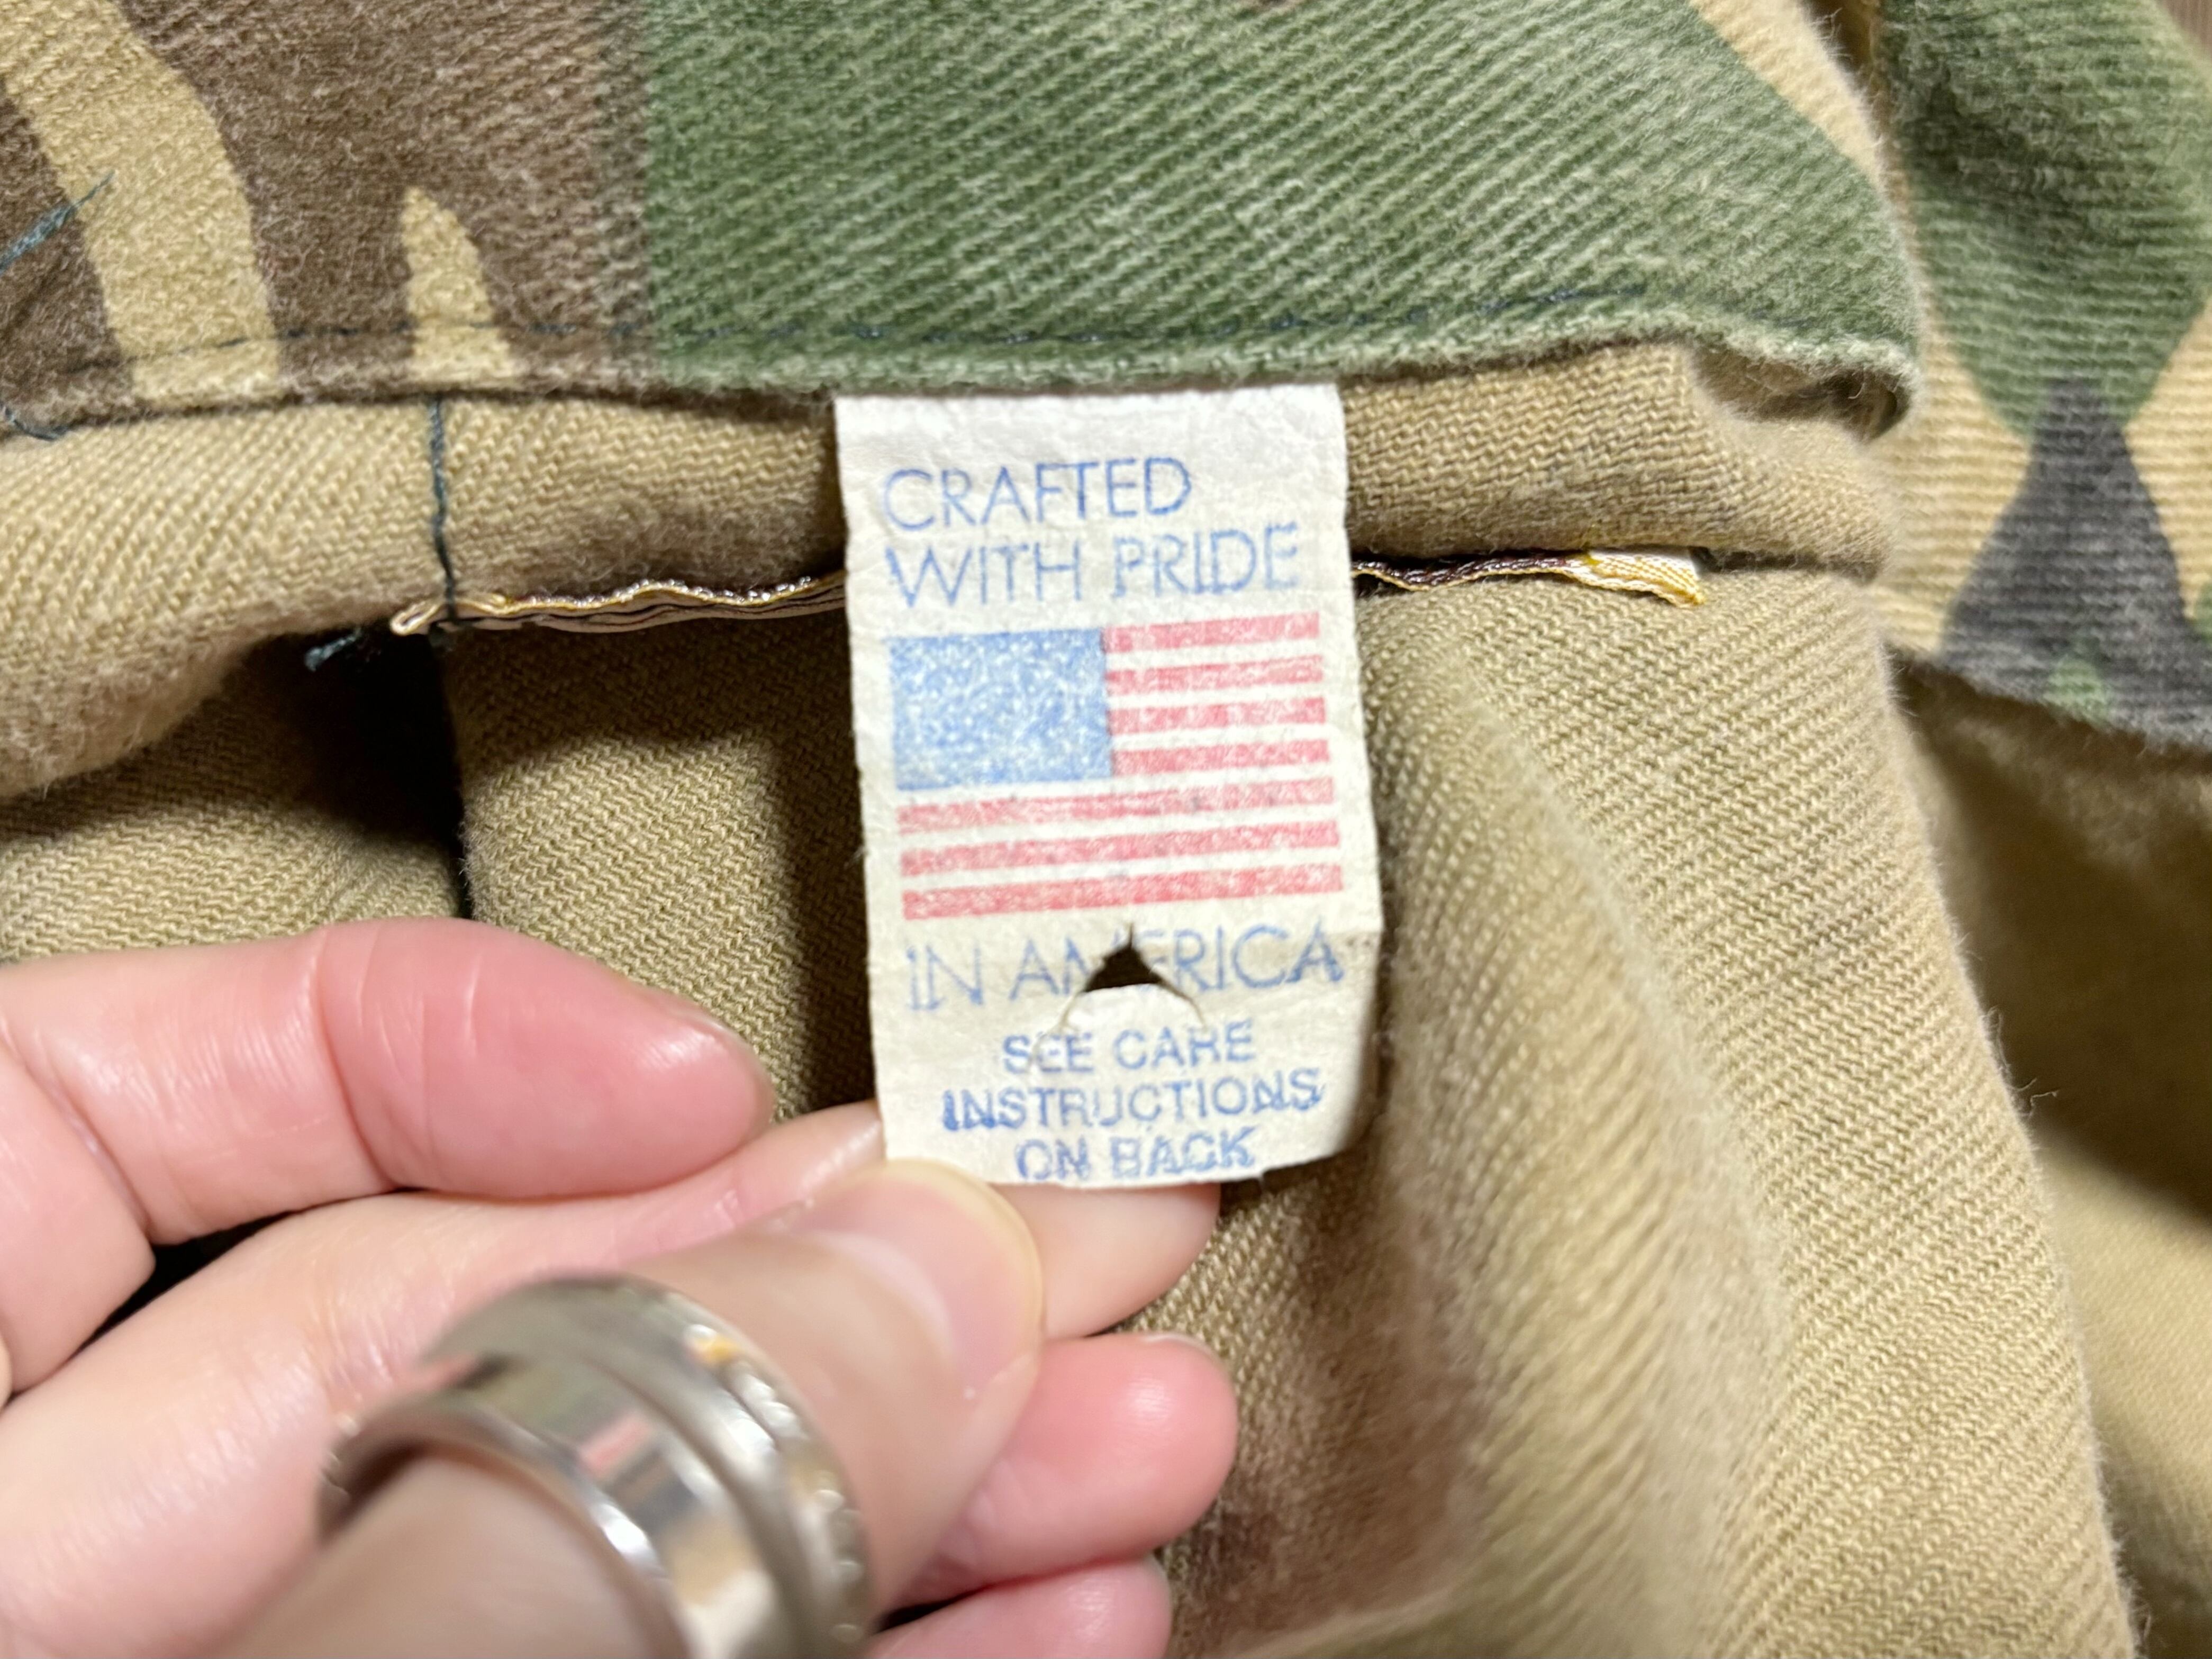 CRAFTED
WITH PRIDE
IN AMERICA
SEE CARE
INSTRUCTIONS
ON BACK